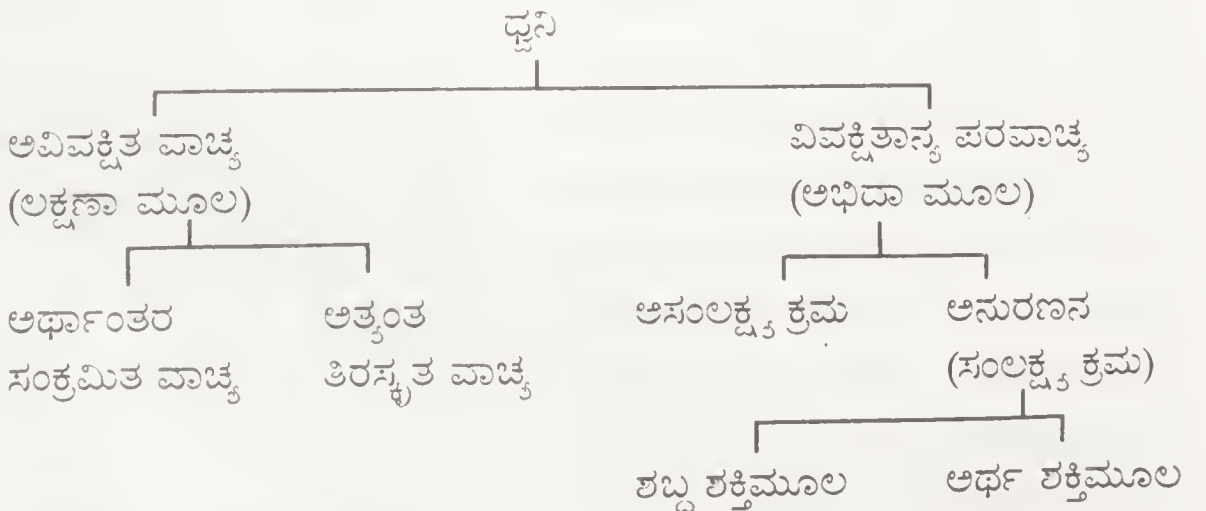 ಧ್ವನಿ
ಅವಿವಕ್ಷಿತ ವಾಚ್ಯ
(ಲಕ್ಷಣಾ ಮೂಲ)
ವಿವಕ್ಷಿತಾನ್ಯ ಪರವಾಚ್ಯ
(ಅಭಿದಾ ಮೂಲ)
ಅರ್ಥಾಂತರ
ಸಂಕ್ರಮಿತ ವಾಚ್ಯ
ಅತ್ಯಂತ
ತಿರಸ್ಕೃತ ವಾಚ್ಯ
ಅಸಂಲಕ್ಷ್ಯ ಕ್ರಮ
ಅನುರಣನ
(ಸಂಲಕ್ಷ್ಯ ಕ್ರಮ)
ಶಬ್ದ ಶಕ್ತಿಮೂಲ
ಅರ್ಥ ಶಕ್ತಿಮೂಲ